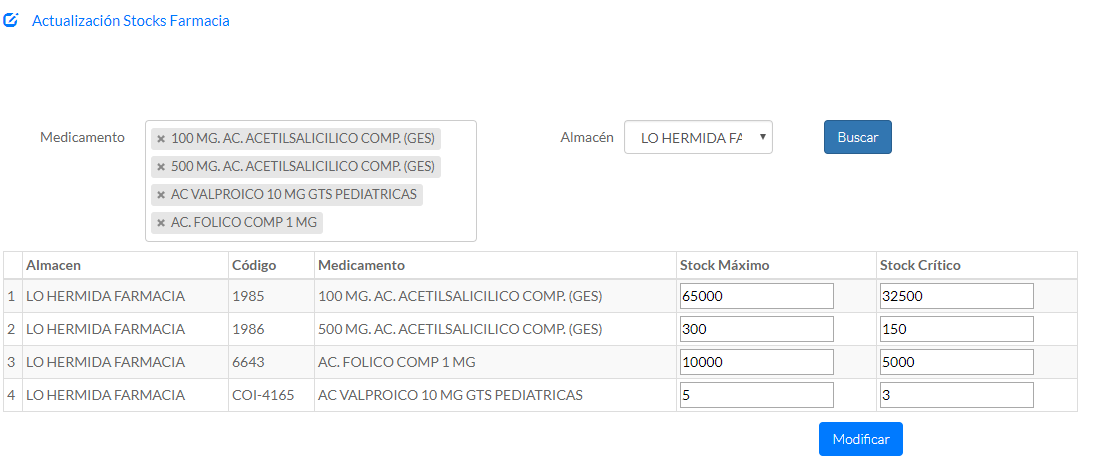 Actualización Stocks Farmacia
Medicamento
× 100 MG. AC. ACETILSALICILICO COMP. (GES)
× 500 MG. AC. ACETILSALICILICO COMP. (GES)
× AC VALPROICO 10 MG GTS PEDIATRICAS
× AC. FOLICO COMP 1 MG
Almacén LO HERMIDA FA Buscar
Almacen Código Medicamento Stock Máximo Stock Crítico
1 LO HERMIDA FARMACIA 1985 100 MG. AC. ACETILSALICILICO COMP. (GES) 65000 32500
2 LO HERMIDA FARMACIA 1986 500 MG. AC. ACETILSALICILICO COMP. (GES) 300 150
3 LO HERMIDA FARMACIA 6643 AC. FOLICO COMP 1 MG 10000 5000
4 LO HERMIDA FARMACIA COI-4165 AC VALPROICO 10 MG GTS PEDIATRICAS 5 3
Modificar